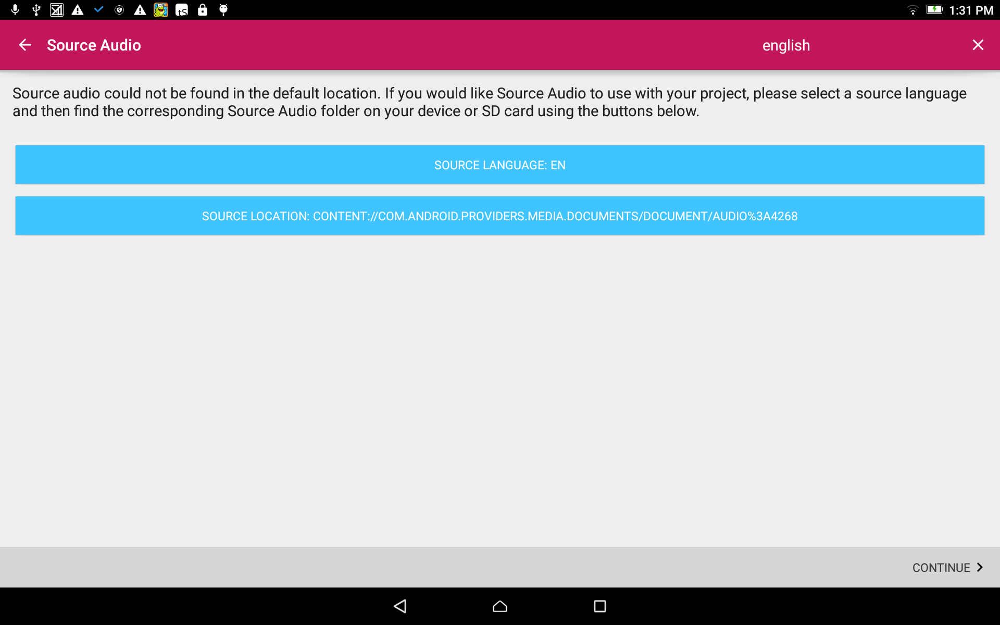 tS
1:31 PM
Source Audio
english
Source audio could not be found in the default location. If you would like Source Audio to use with your project, please select a source language
and then find the corresponding Source Audio folder on your device or SD card using the buttons below.
SOURCE LANGUAGE: EN
SOURCE LOCATION: CONTENT://COM.ANDROID.PROVIDERS.MEDIA.DOCUMENTS/DOCUMENT/AUDIO%3A4268
CONTINUE